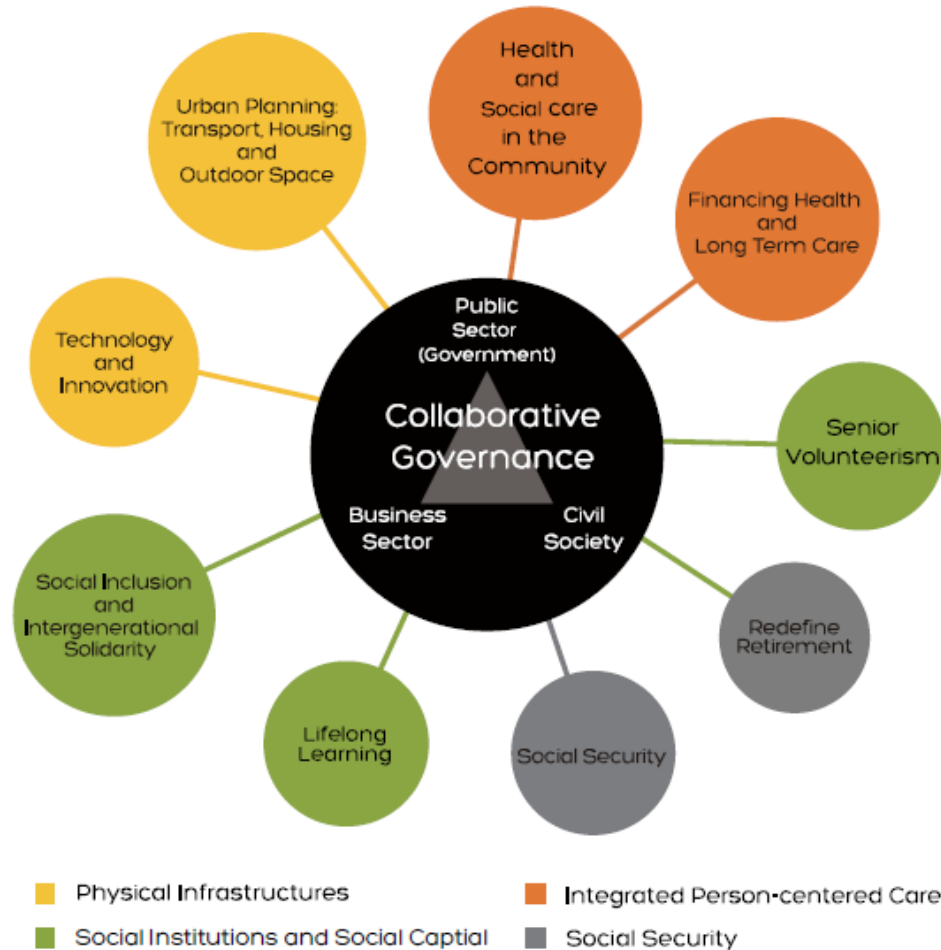 Health
and
Social care
in the
Community
Urban Planning:
Transport, Housing
and
Outdoor Space
Financing Health
and
Long Term Care
Technology
and
Innovation
Public
Sector
(Government)
Collaborative
Governance
Business
Sector
Civil
Society
Senior
Volunteerism
Social Inclusion
and
Intergenerational
Solidarity
Redefine
Retirement
Lifelong
Learning
Social Security
Physical Infrastructures
Integrated Person-centered Care
Social Institutions and Social Captial
Social Security